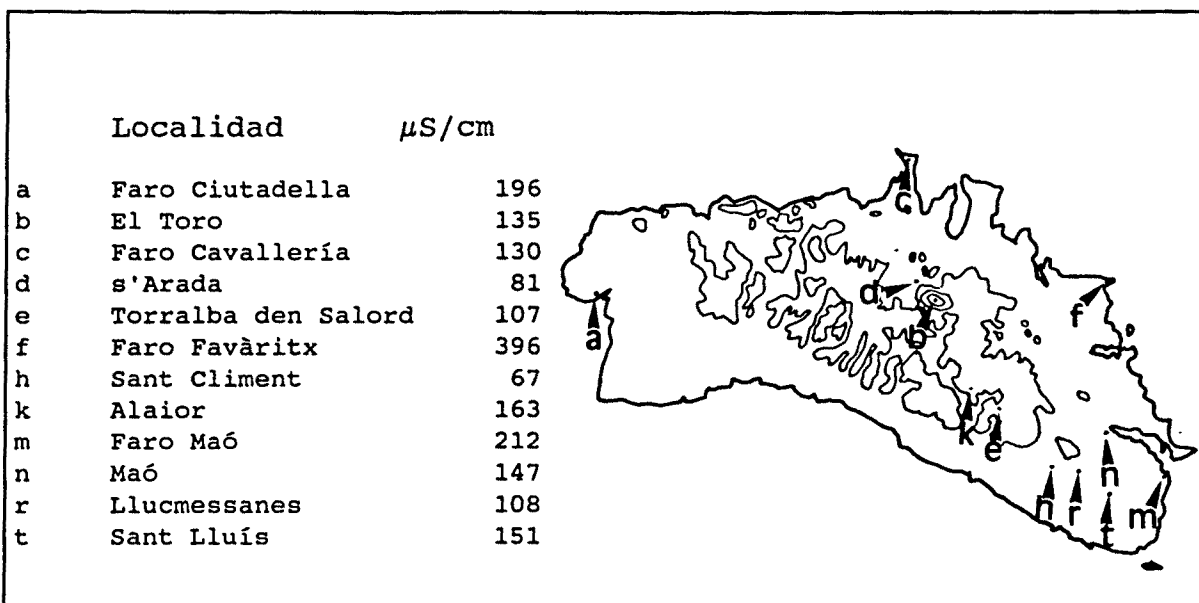 Localidad μS/cm
a Faro Ciutadella 196
b El Toro 135
c Faro Cavallería 130
d s'Arada 81
e Torralba den Salord 107
f Faro Favàritx 396
h Sant Climent 67
k Alaior 163
m Faro Maó 212
n Maó 147
r Llucmessanes 108
t Sant Lluís 151
c
d
f
a
b
k
e
h
r
n
t
m